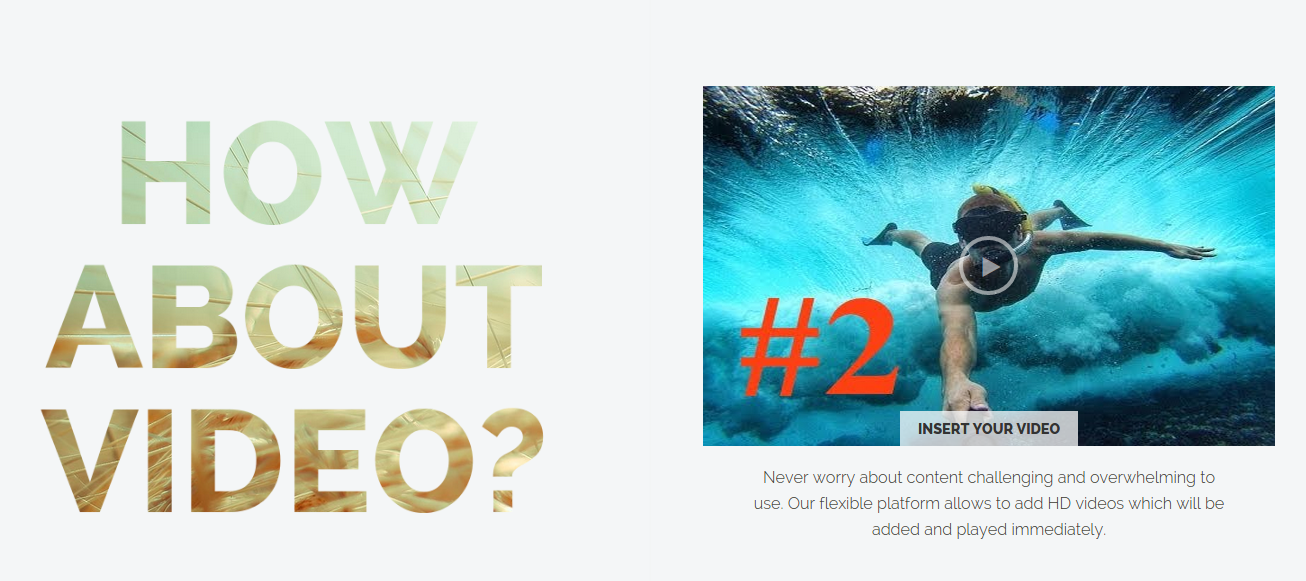 HOW
ABOUT
VIDEO?
#2
INSERT YOUR VIDEO
Never worry about content challenging and overwhelming to
use. Our flexible platform allows to add HD videos which will be
added and played immediately.